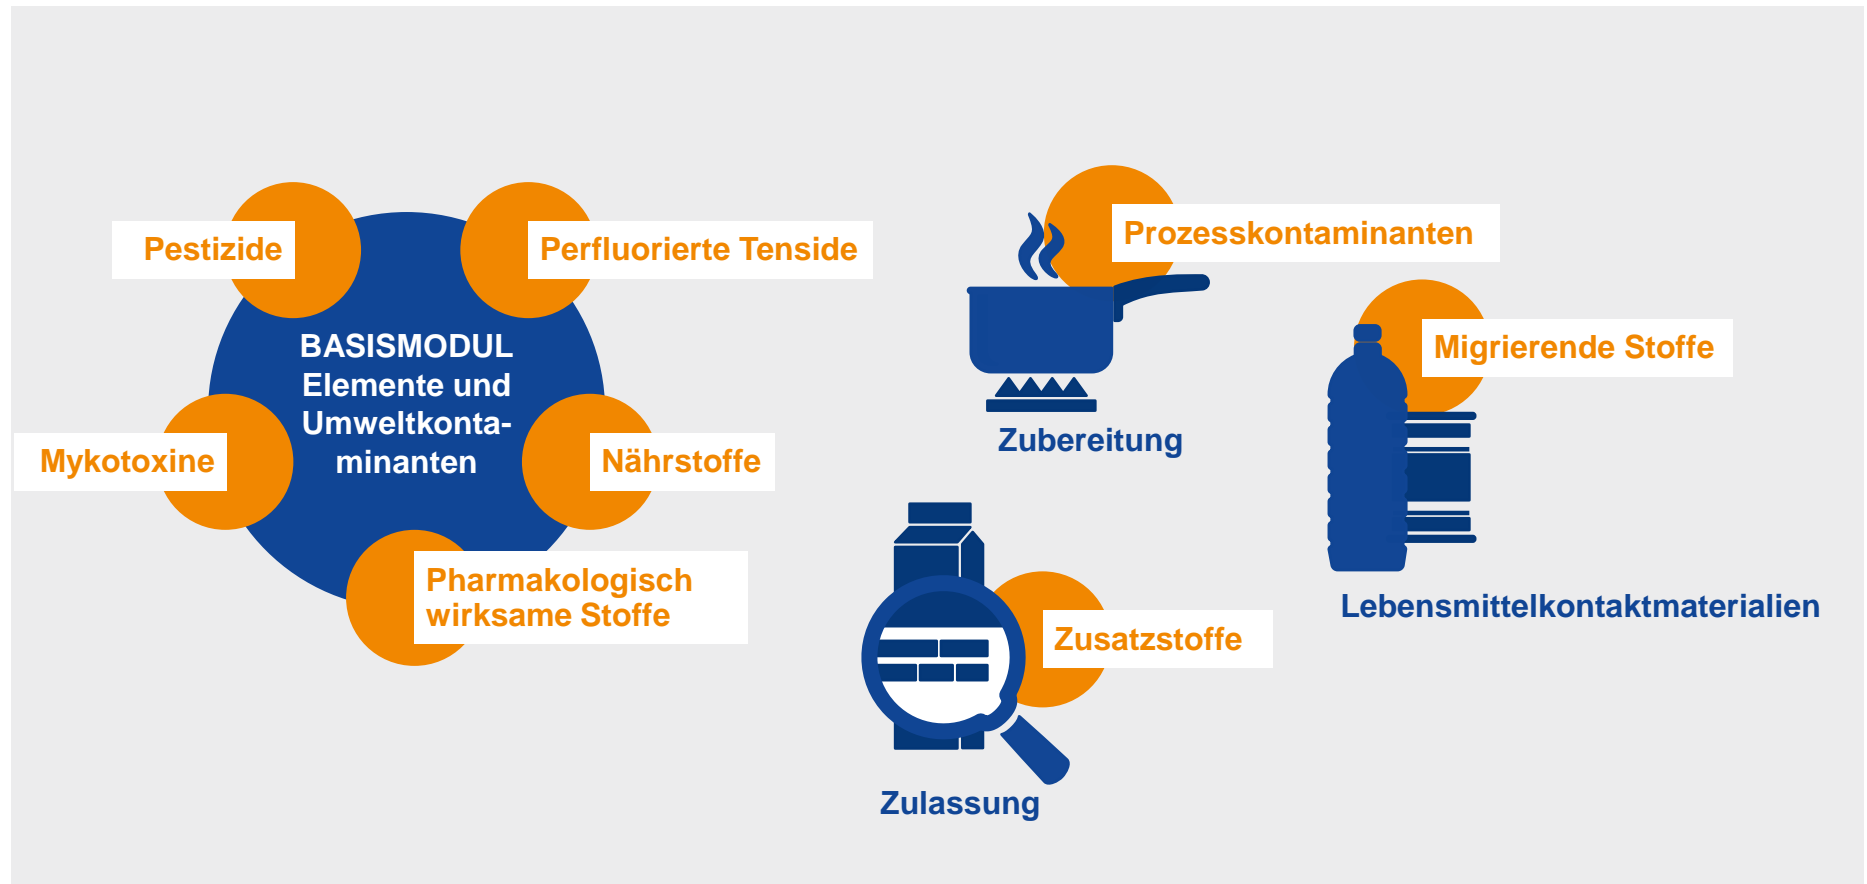 Pestizide
Perfluorierte Tenside
BASISMODUL
Elemente und
Umweltkonta-
minanten
Mykotoxine
Nährstoffe
Pharmakologisch
wirksame Stoffe
Prozesskontaminanten
Zubereitung
Migrierende Stoffe
Lebensmittelkontaktmaterialien
Zusatzstoffe
Zulassung